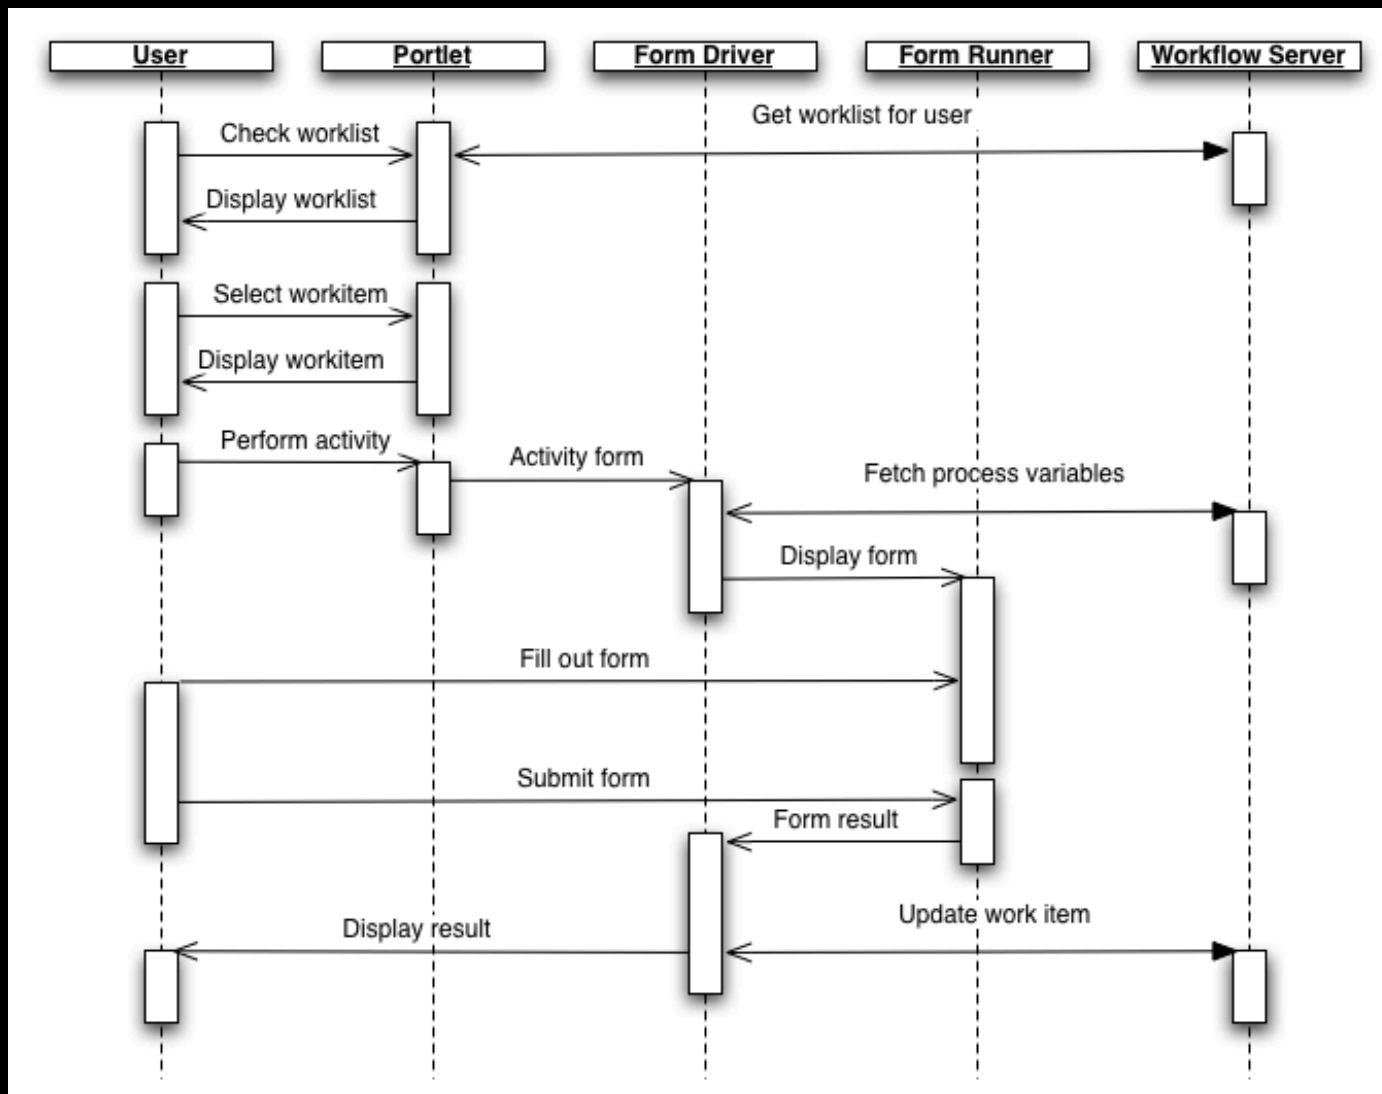 User
Portlet
Form Driver
Form Runner
Workflow Server
Get worklist for user
Check worklist
Display worklist
Select workitem
Display workitem
Perform activity
Activity form
Fetch process variables
Display form
Fill out form
Submit form
Form result
Update work item
Display result